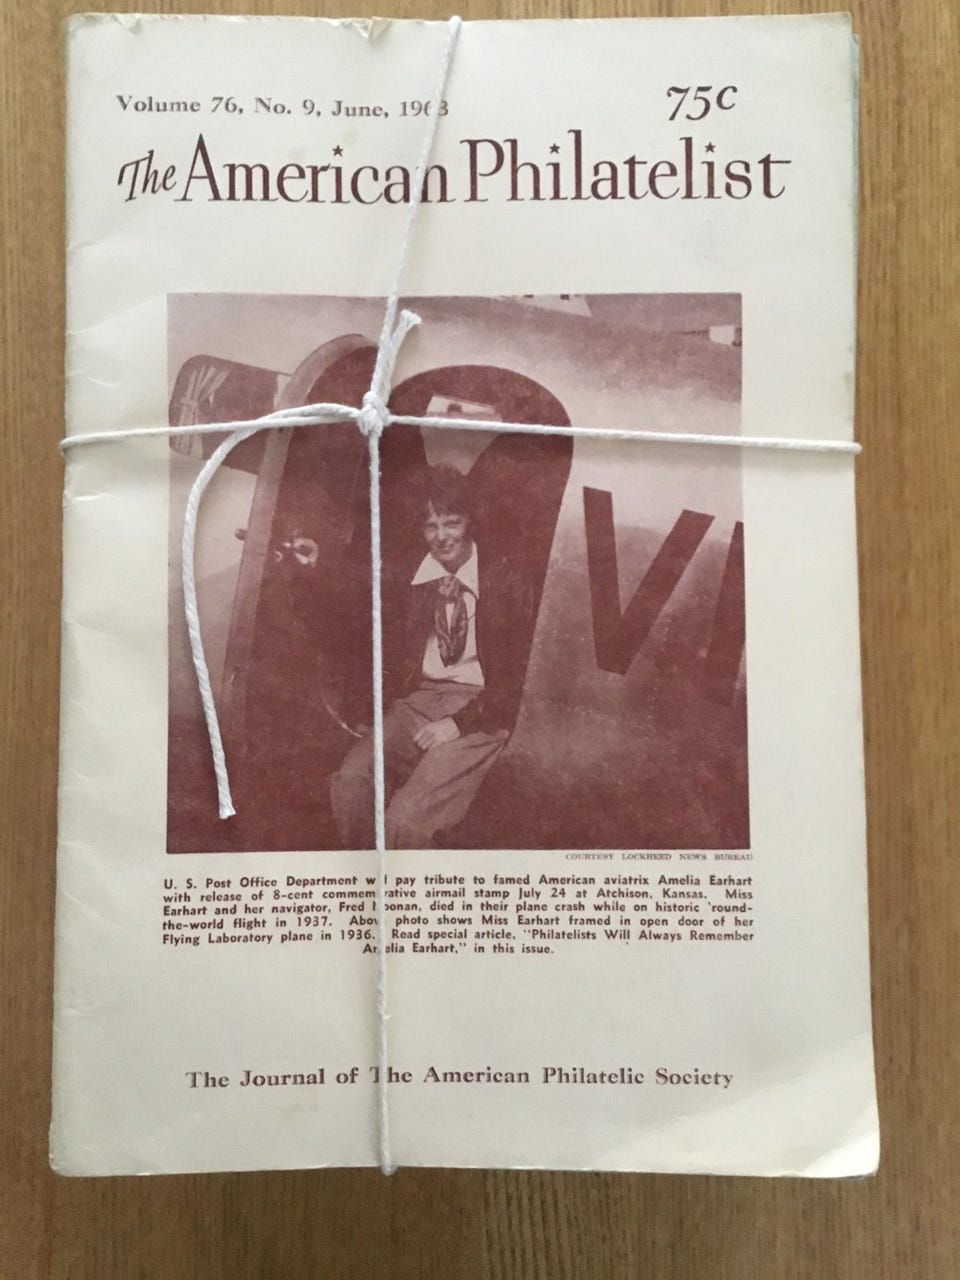 Volume 76, No. 9, June, 1963
75c
The American Philatelist
VI
COURTESY LOCKHEED NEWS BUREAU
U. S. Post Office Department will pay tribute to famed American aviatrix Amelia Earhart
with release of 8-cent commemorative airmail stamp July 24 at Atchison, Kansas. Miss
Earhart and her navigator, Fred Noonan, died in their plane crash while on historic 'round-
the-world flight in 1937. Above photo shows Miss Earhart framed in open door of her
Flying Laboratory plane in 1936. Read special article, "Philatelists Will Always Remember
Amelia Earhart," in this issue.
The Journal of The American Philatelic Society